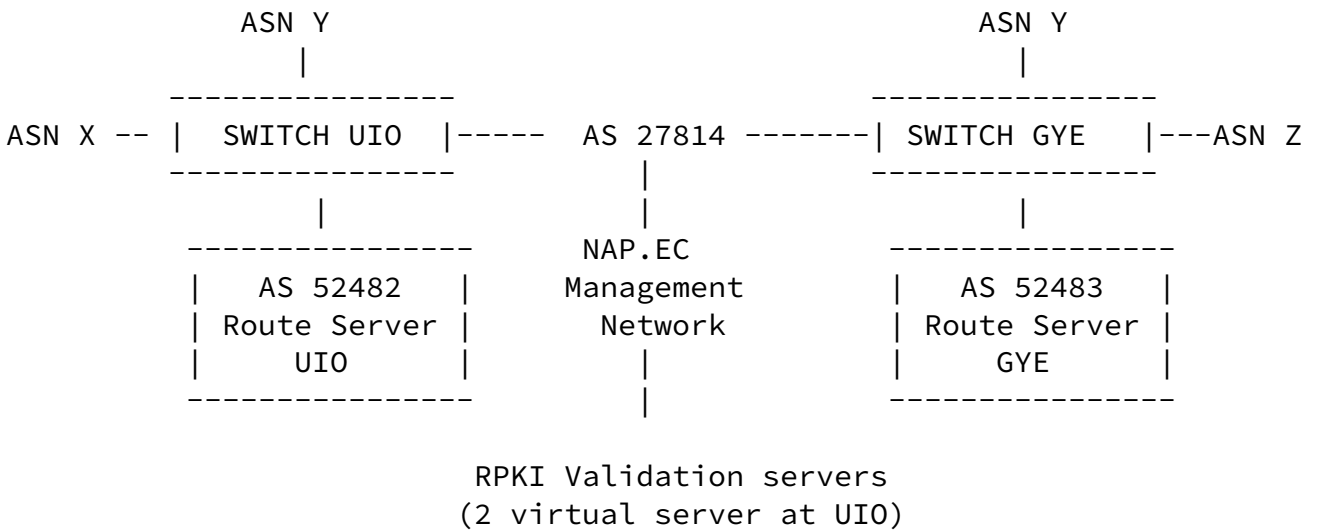 ASN Y ASN Y
| |
---------------- ----------------
ASN X -- | SWITCH UIO |----- AS 27814 -------| SWITCH GYE |---ASN Z
---------------- | ----------------
| | |
---------------- NAP.EC ----------------
| AS 52482 | Management | AS 52483 |
| Route Server | Network | Route Server |
| UIO | | | GYE |
---------------- | ----------------
RPKI Validation servers
(2 virtual server at UIO)